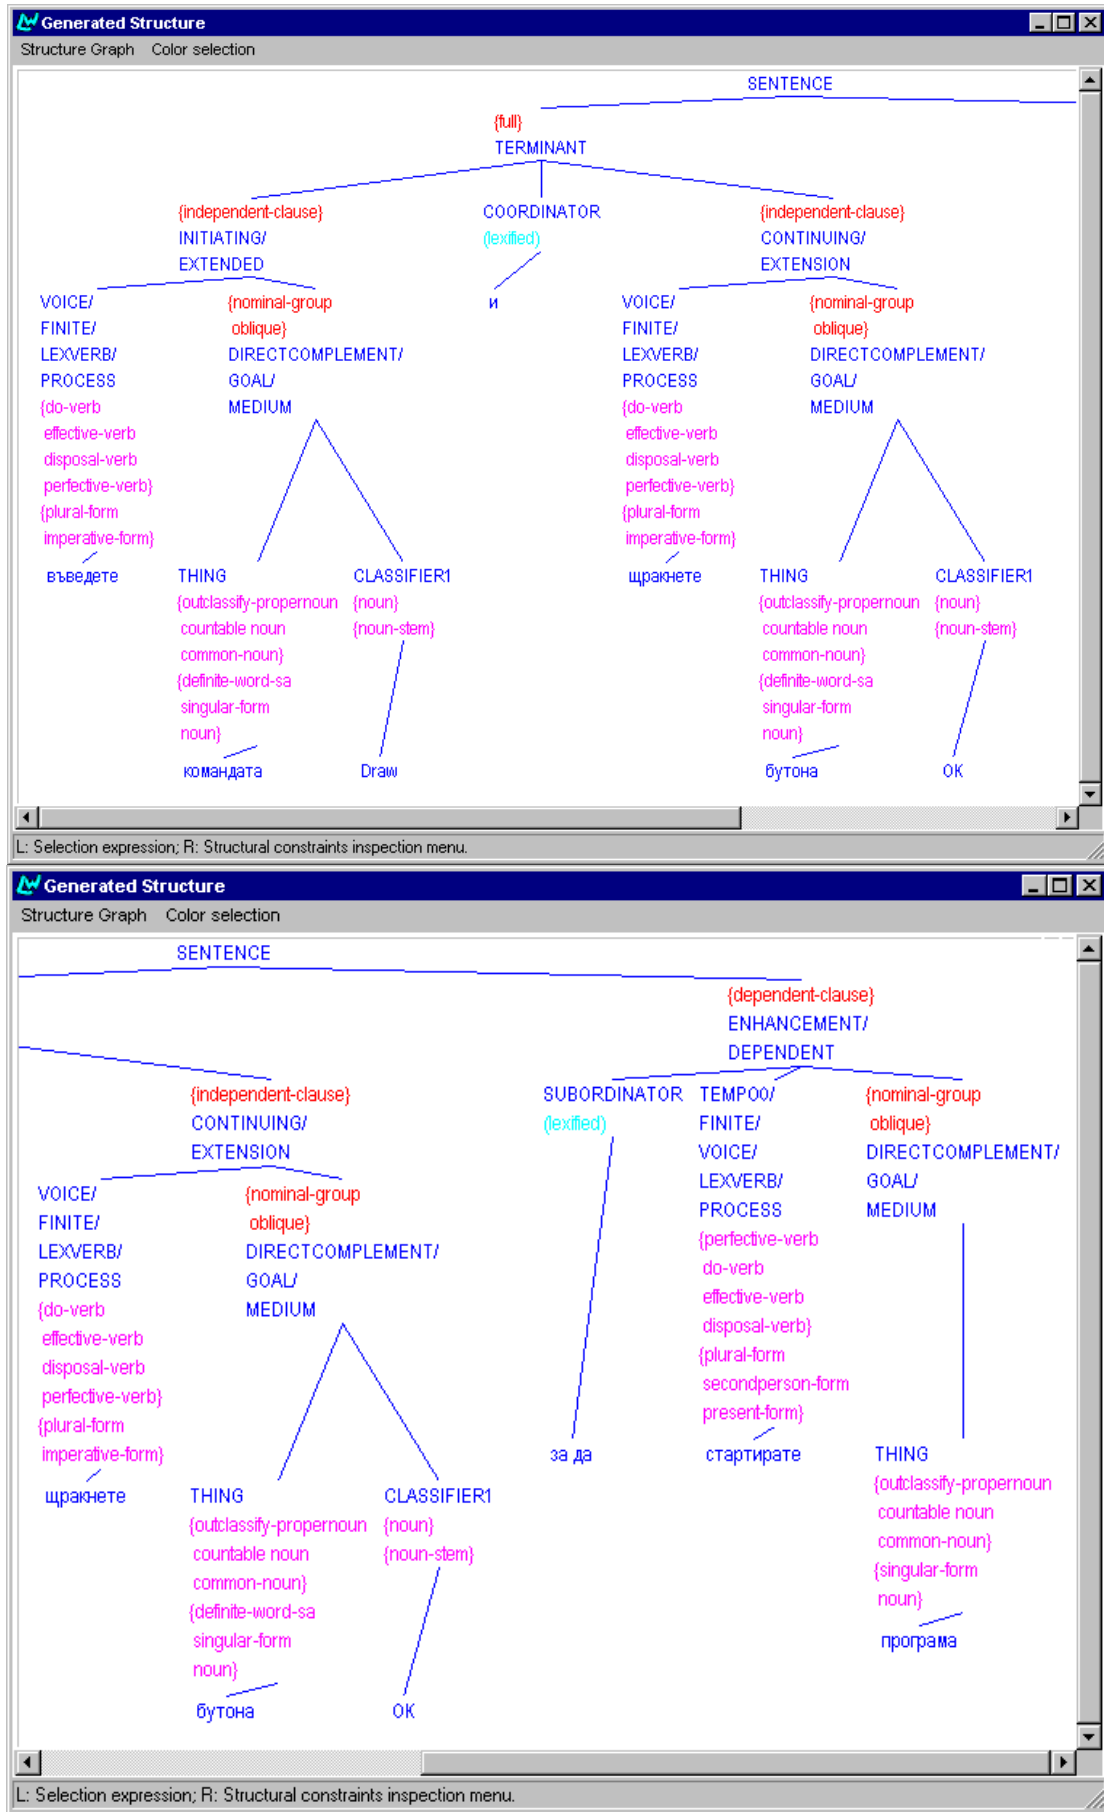 Generated Structure
Structure Graph Color selection
SENTENCE
{full}
TERMINANT
{independent-clause} COORDINATOR {independent-clause}
INITIATING/ (lexified) CONTINUING/
EXTENDED EXTENSION
VOICE/ {nominal-group и VOICE/ {nominal-group
FINITE/ oblique} FINITE/ oblique}
LEXVERB/ DIRECTCOMPLEMENT/ LEXVERB/ DIRECTCOMPLEMENT/
PROCESS GOAL/ PROCESS GOAL/
{do-verb MEDIUM {do-verb MEDIUM
effective-verb effective-verb
disposal-verb disposal-verb
perfective-verb} perfective-verb}
{plural-form {plural-form
imperative-form} imperative-form}
въведете THING CLASSIFIER1 щракнете THING CLASSIFIER1
{outclassify-propernoun {noun} {outclassify-propernoun {noun}
countable noun {noun-stem} countable noun {noun-stem}
common-noun} common-noun}
{definite-word-sa {definite-word-sa
singular-form singular-form
noun} noun}
командата Draw бутона OK
L: Selection expression; R: Structural constraints inspection menu.
Generated Structure
Structure Graph Color selection
SENTENCE
{dependent-clause}
ENHANCEMENT/
DEPENDENT
{independent-clause} SUBORDINATOR TEMPO0/ {nominal-group
CONTINUING/ (lexified) FINITE/ oblique}
EXTENSION VOICE/ DIRECTCOMPLEMENT/
VOICE/ {nominal-group LEXVERB/ GOAL/
FINITE/ oblique} PROCESS MEDIUM
LEXVERB/ DIRECTCOMPLEMENT/ {perfective-verb
PROCESS GOAL/ do-verb
{do-verb MEDIUM effective-verb
effective-verb disposal-verb}
disposal-verb {plural-form
perfective-verb} secondperson-form
{plural-form present-form}
imperative-form} за да стартирате THING
щракнете THING CLASSIFIER1 {outclassify-propernoun
{outclassify-propernoun {noun} countable noun
countable noun {noun-stem} common-noun}
common-noun} {singular-form
{definite-word-sa noun}
singular-form програма
noun}
бутона OK
L: Selection expression; R: Structural constraints inspection menu.